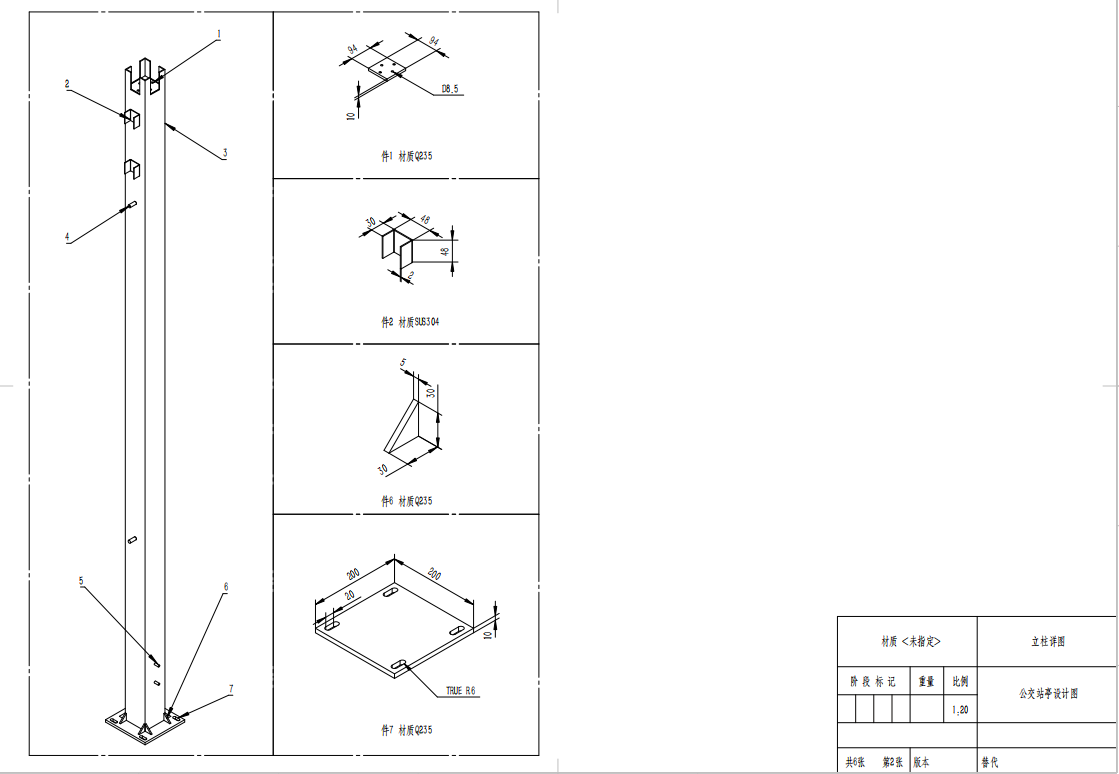 1
2
3
4
5
6
7
94
94
D8.5
10
件1 材质Q235
30
48
48
2
件2 材质SUS304
5
30
30
件6 材质Q235
200
200
20
10
TRUE R6
件7 材质Q235
材质 <未指定>
立柱详图
阶 段 标 记
重量
比例
1,20
公交站亭设计图
共6张 第2张
版本
替代